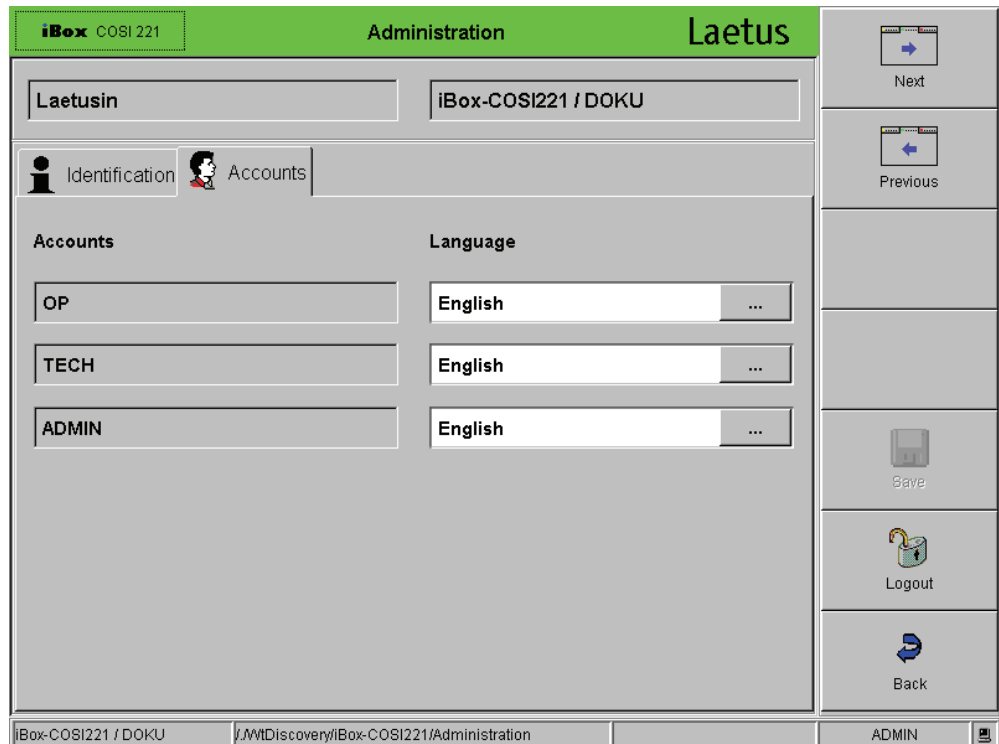 iBox COSI 221
Administration
Laetus
Next
Laetusin
iBox-COSI221 / DOKU
Previous
Identification
Accounts
Accounts
Language
OP
English
...
TECH
English
...
ADMIN
English
...
Save
Logout
Back
iBox-COSI221 / DOKU
/./WtDiscovery/iBox-COSI221/Administration
ADMIN